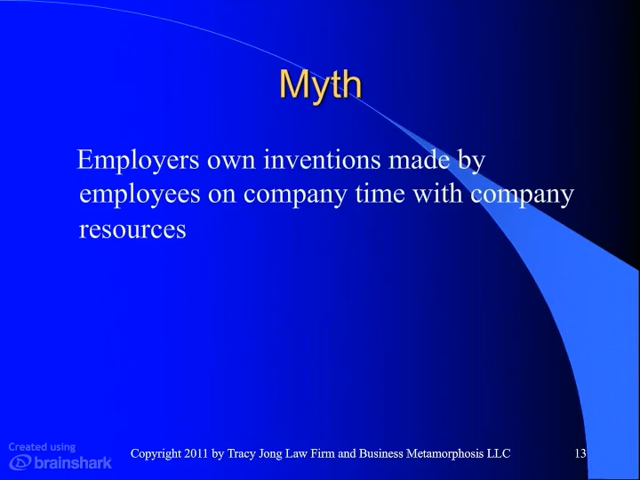 Myth
Employers own inventions made by
employees on company time with company
resources
Created using
brainshark
Copyright 2011 by Tracy Jong Law Firm and Business Metamorphosis LLC
13